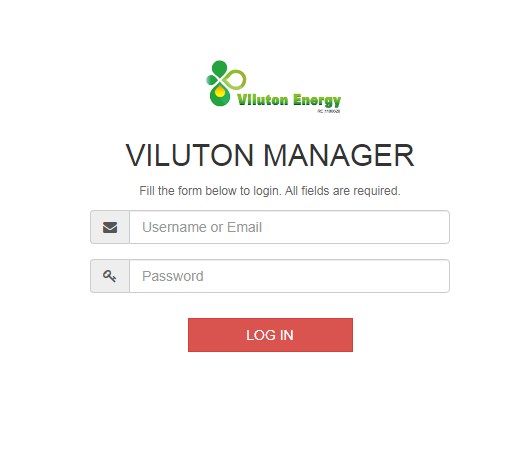 Viluton Energy
VILUTON MANAGER
Fill the form below to login. All fields are required.
Username or Email
Password
LOG IN